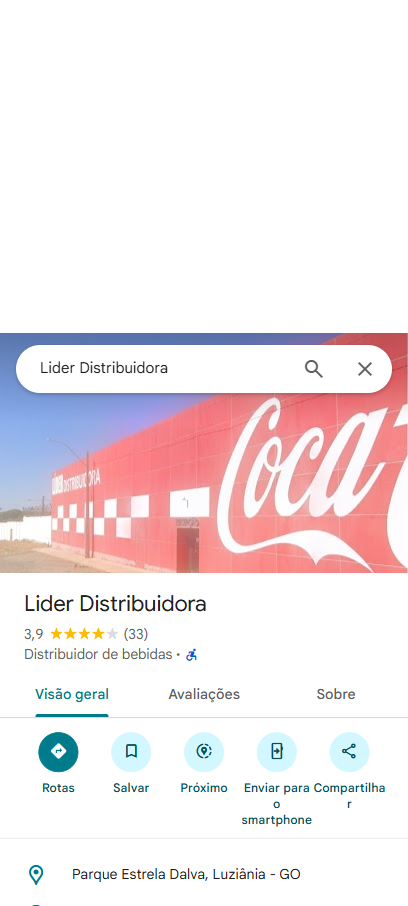 Lider Distribuidora
LIDER DISTRIBUIDORA
Coca
Lider Distribuidora
3,9 (33)
Distribuidor de bebidas •
Visão geral Avaliações Sobre
Rotas Salvar Próximo Enviar para o smartphone Compartilhar
Parque Estrela Dalva, Luziânia - GO